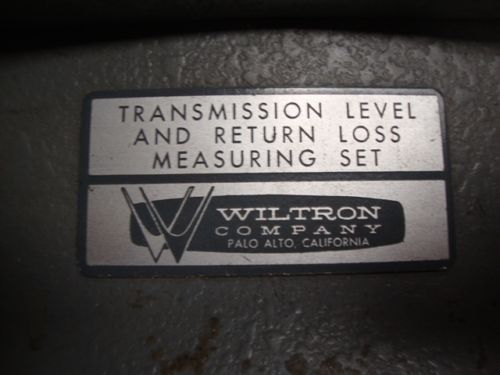 TRANSMISSION LEVEL
AND RETURN LOSS
MEASURING SET
WILTRON
COMPANY
PALO ALTO, CALIFORNIA